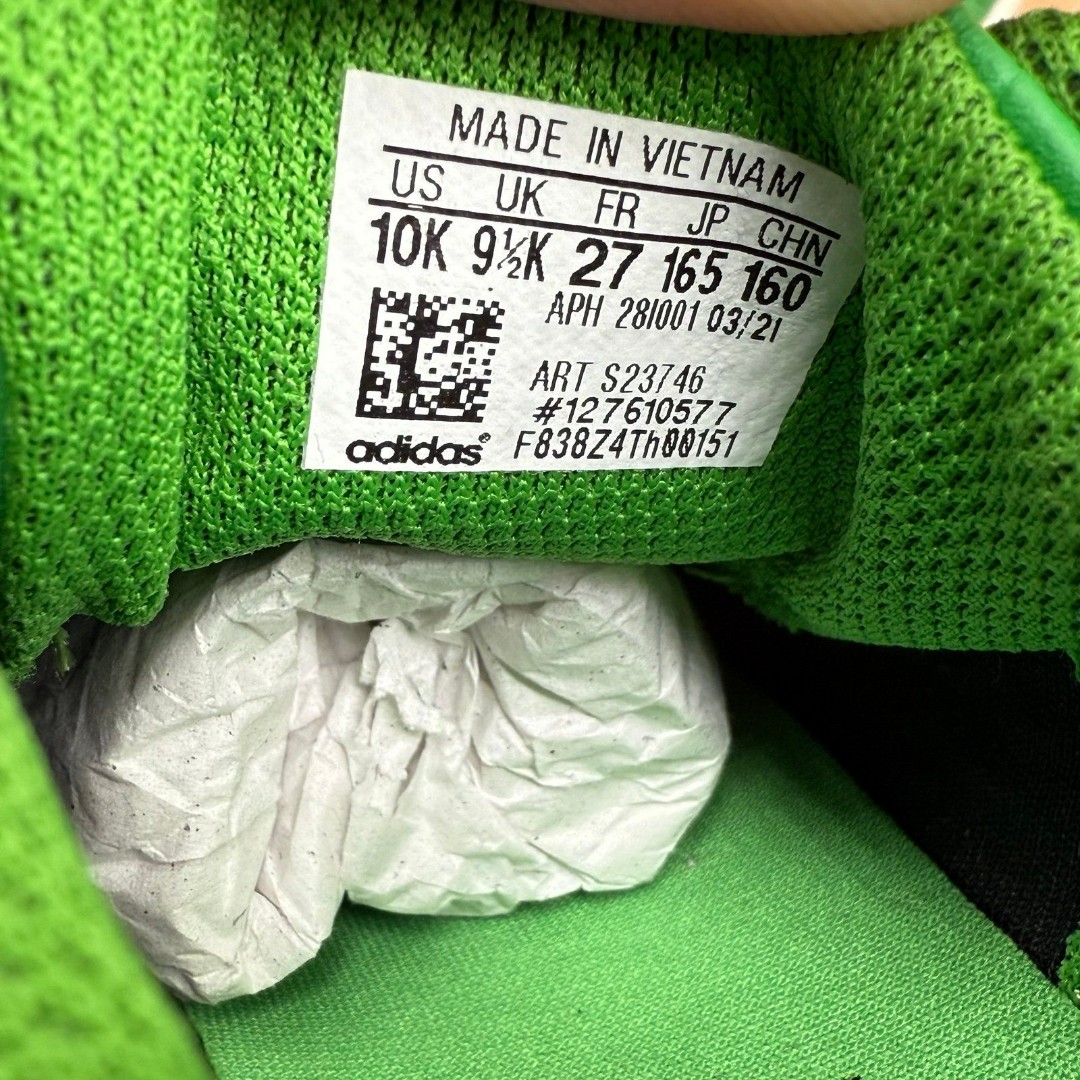 MADE IN VIETNAM
US UK FR JP CHN
10K 9½K 27 165 160
APH 28I001 03/21
ART S23746
#127610577
adidas® F838Z4Th00151